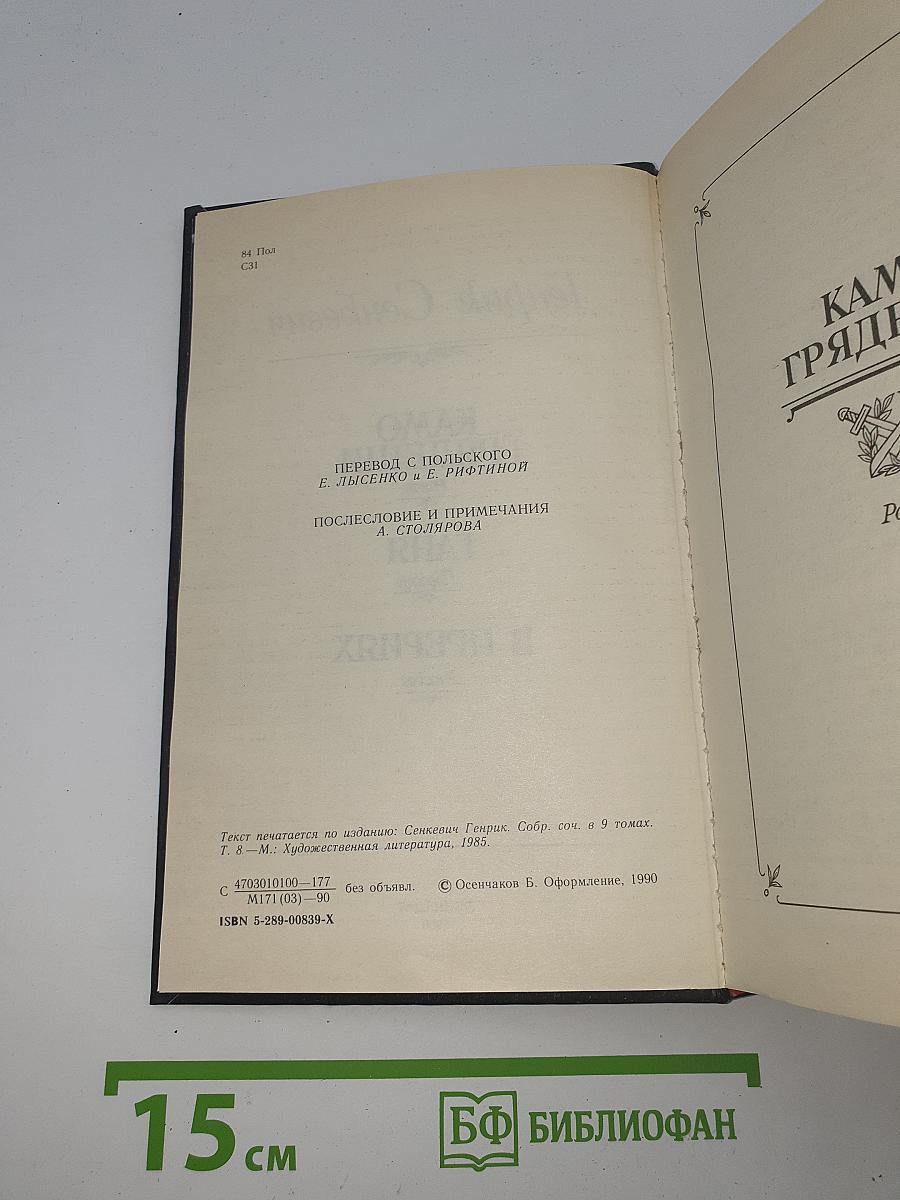 84 Пол
С31
ПЕРЕВОД С ПОЛЬСКОГО
Е. ЛЫСЕНКО и Е. РИФТИНОЙ
ПОСЛЕСЛОВИЕ И ПРИМЕЧАНИЯ
А. СТОЛЯРОВА
Текст печатается по изданию: Сенкевич Генрик. Собр. соч. в 9 томах.
Т. 8.—М.: Художественная литература, 1985.
С 4703010100—177
М171(03)—90 без объявл. © Осенчаков Б. Оформление, 1990
ISBN 5-289-00839-X
КАМ
ГРЯДЕ
Ро
15 см
БФ БИБЛИОФАН